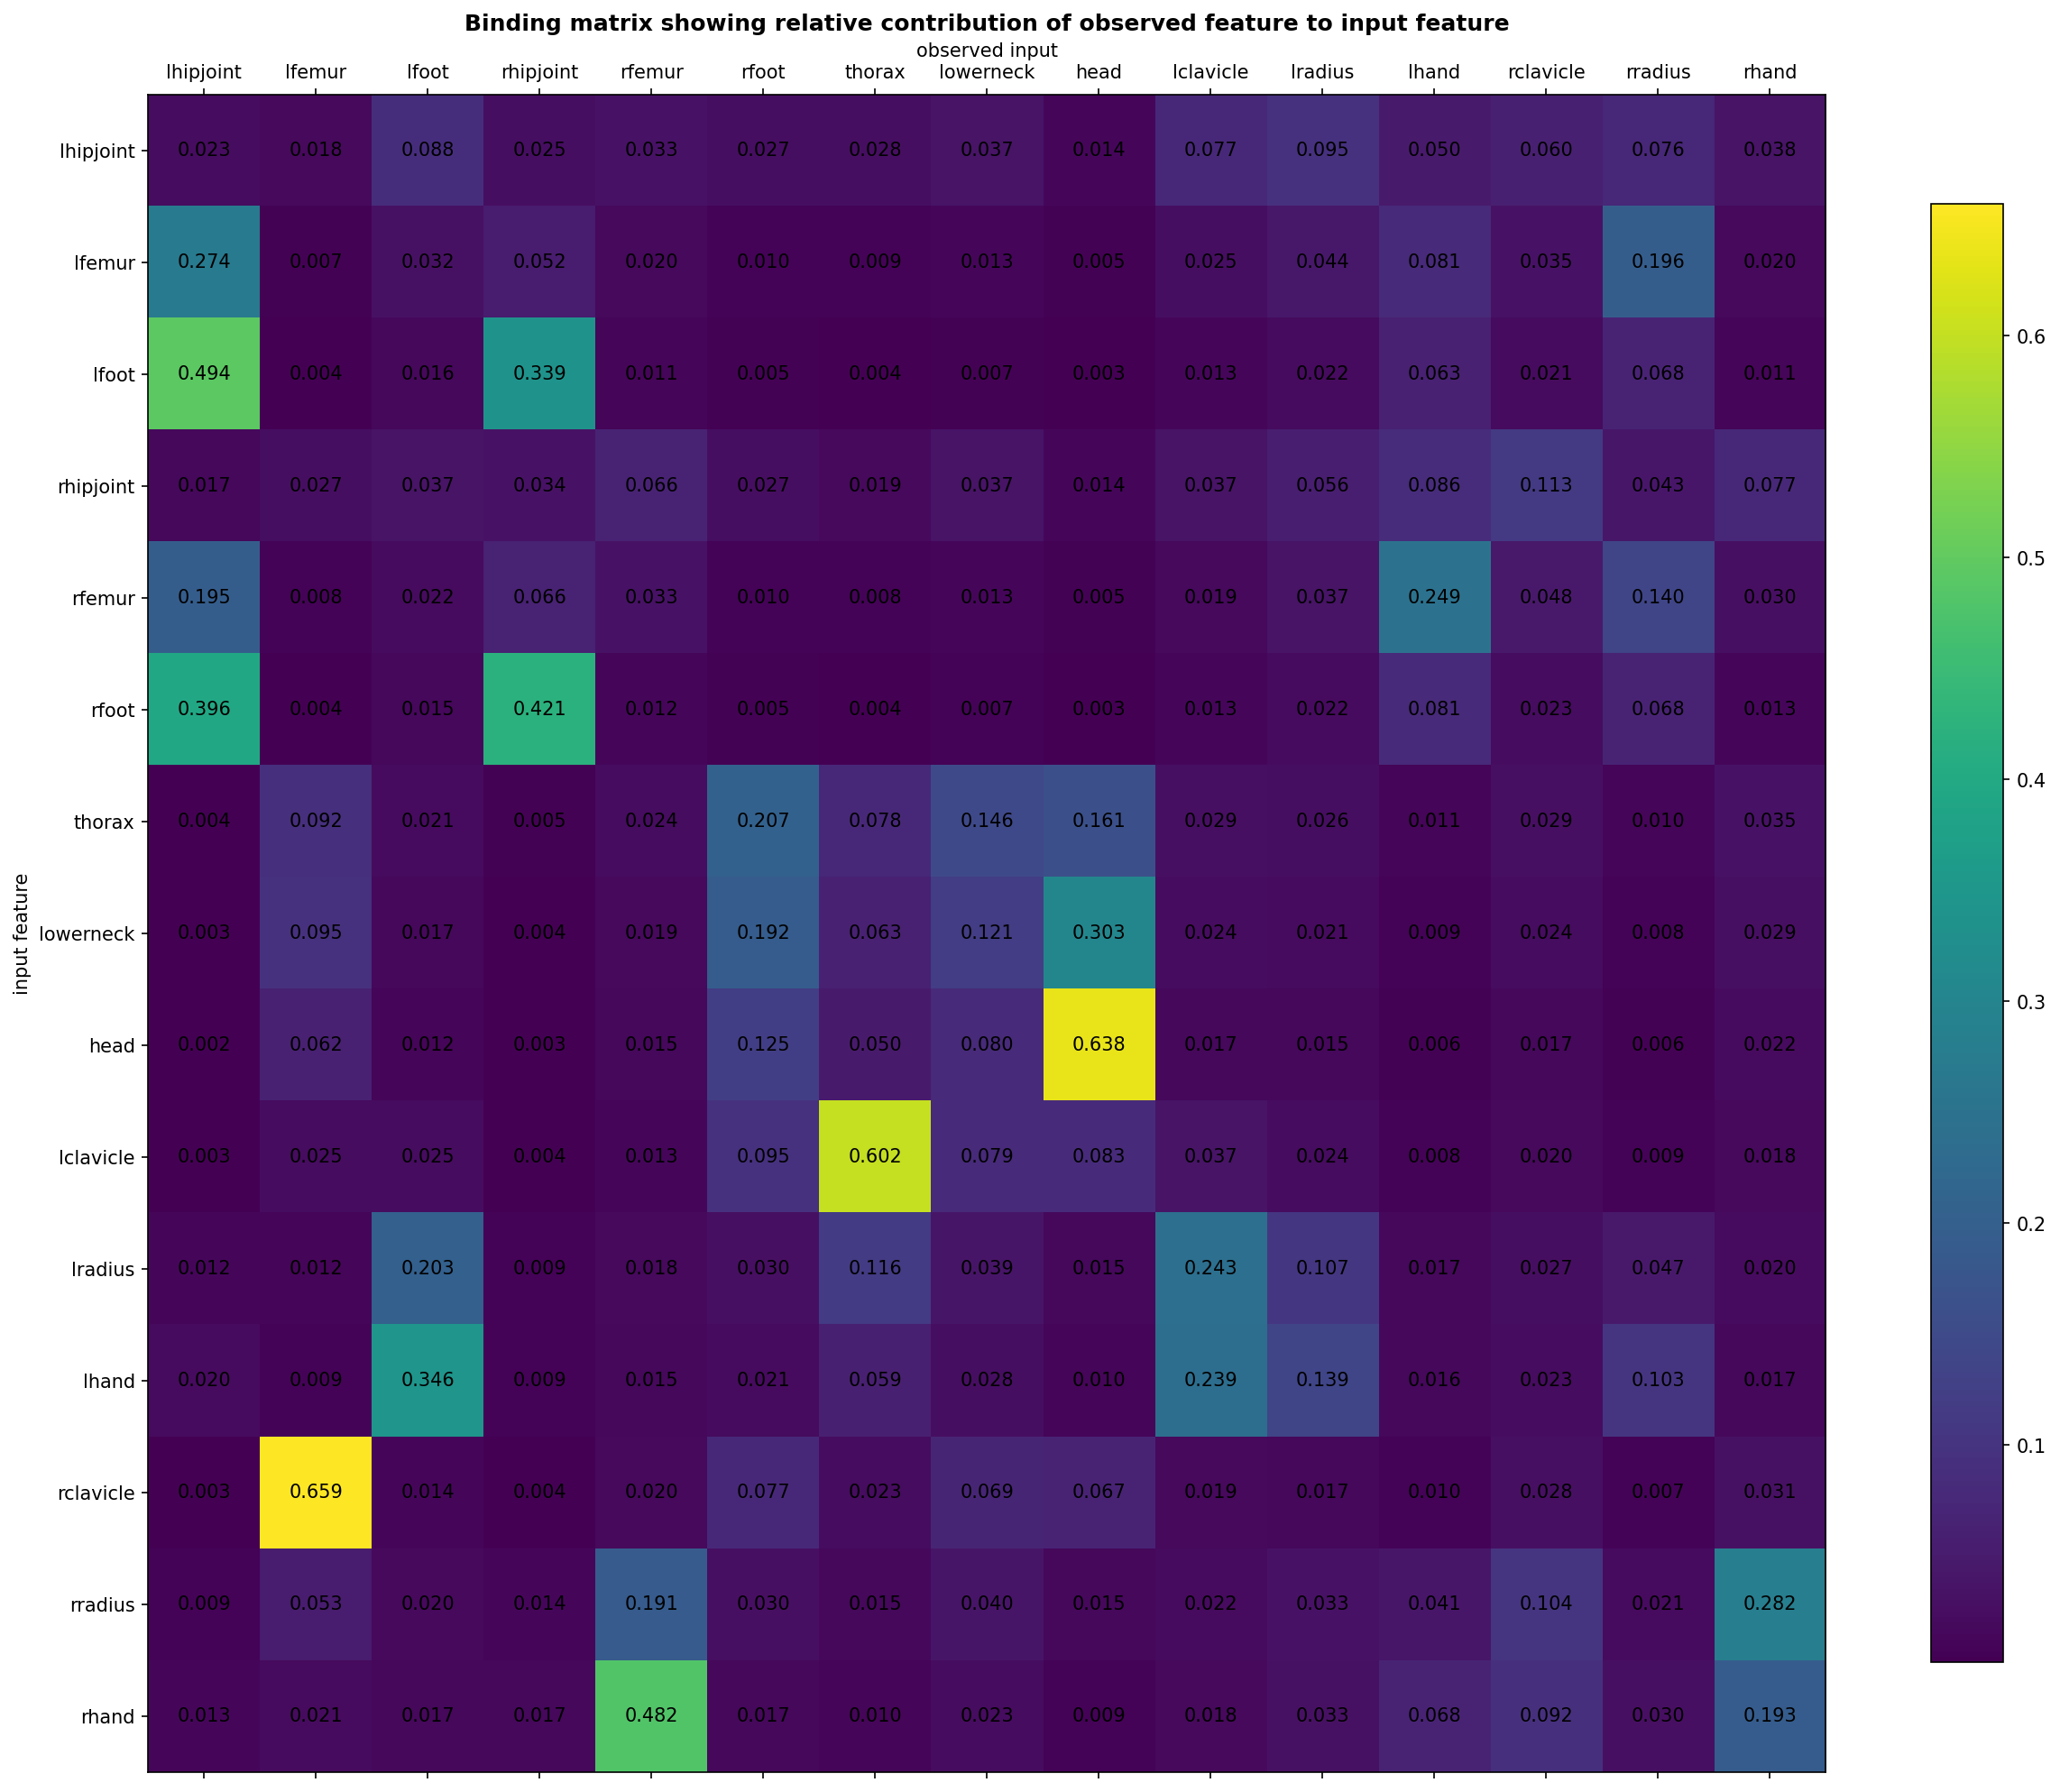 Binding matrix showing relative contribution of observed feature to input feature
observed input
lhipjoint lfemur lfoot rhipjoint rfemur rfoot thorax lowerneck head lclavicle lradius lhand rclavicle rradius rhand
lhipjoint 0.023 0.018 0.088 0.025 0.033 0.027 0.028 0.037 0.014 0.077 0.095 0.050 0.060 0.076 0.038
lfemur 0.274 0.007 0.032 0.052 0.020 0.010 0.009 0.013 0.005 0.025 0.044 0.081 0.035 0.196 0.020
lfoot 0.494 0.004 0.016 0.339 0.011 0.005 0.004 0.007 0.003 0.013 0.022 0.063 0.021 0.068 0.011
rhipjoint 0.017 0.027 0.037 0.034 0.066 0.027 0.019 0.037 0.014 0.037 0.056 0.086 0.113 0.043 0.077
rfemur 0.195 0.008 0.022 0.066 0.033 0.010 0.008 0.013 0.005 0.019 0.037 0.249 0.048 0.140 0.030
rfoot 0.396 0.004 0.015 0.421 0.012 0.005 0.004 0.007 0.003 0.013 0.022 0.081 0.023 0.068 0.013
thorax 0.004 0.092 0.021 0.005 0.024 0.207 0.078 0.146 0.161 0.029 0.026 0.011 0.029 0.010 0.035
lowerneck 0.003 0.095 0.017 0.004 0.019 0.192 0.063 0.121 0.303 0.024 0.021 0.009 0.024 0.008 0.029
head 0.002 0.062 0.012 0.003 0.015 0.125 0.050 0.080 0.638 0.017 0.015 0.006 0.017 0.006 0.022
lclavicle 0.003 0.025 0.025 0.004 0.013 0.095 0.602 0.079 0.083 0.037 0.024 0.008 0.020 0.009 0.018
lradius 0.012 0.012 0.203 0.009 0.018 0.030 0.116 0.039 0.015 0.243 0.107 0.017 0.027 0.047 0.020
lhand 0.020 0.009 0.346 0.009 0.015 0.021 0.059 0.028 0.010 0.239 0.139 0.016 0.023 0.103 0.017
rclavicle 0.003 0.659 0.014 0.004 0.020 0.077 0.023 0.069 0.067 0.019 0.017 0.010 0.028 0.007 0.031
rradius 0.009 0.053 0.020 0.014 0.191 0.030 0.015 0.040 0.015 0.022 0.033 0.041 0.104 0.021 0.282
rhand 0.013 0.021 0.017 0.017 0.482 0.017 0.010 0.023 0.009 0.018 0.033 0.068 0.092 0.030 0.193
input feature
0.6
0.5
0.4
0.3
0.2
0.1